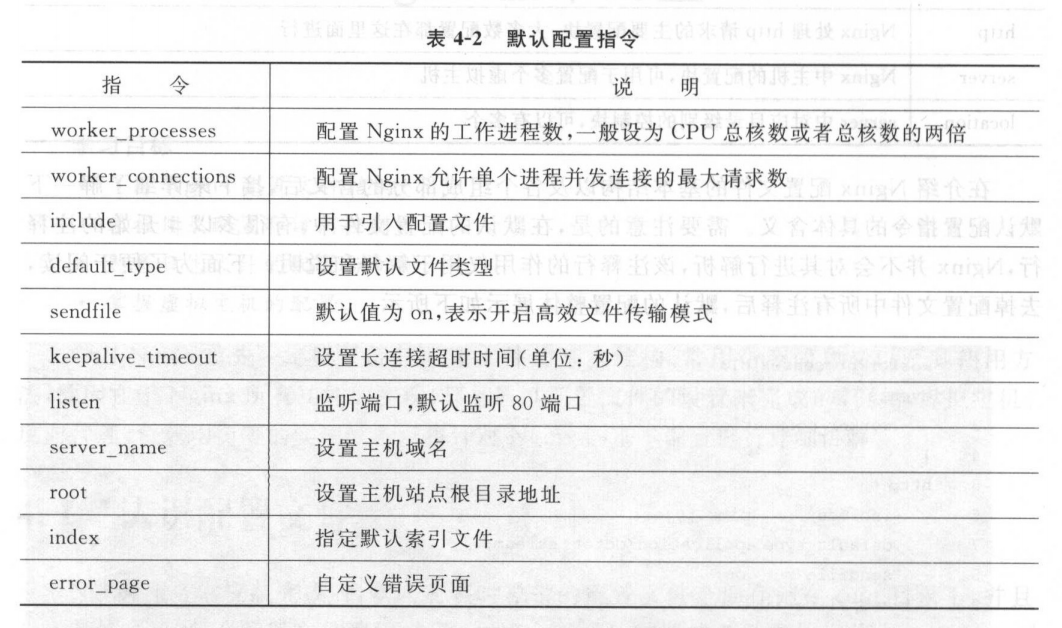 表 4-2 默认配置指令
指 令 说 明
worker_processes 配置 Nginx 的工作进程数,一般设为 CPU 总核数或者总核数的两倍
worker_connections 配置 Nginx 允许单个进程并发连接的最大请求数
include 用于引入配置文件
default_type 设置默认文件类型
sendfile 默认值为 on,表示开启高效文件传输模式
keepalive_timeout 设置长连接超时时间(单位: 秒)
listen 监听端口,默认监听 80 端口
server_name 设置主机域名
root 设置主机站点根目录地址
index 指定默认索引文件
error_page 自定义错误页面